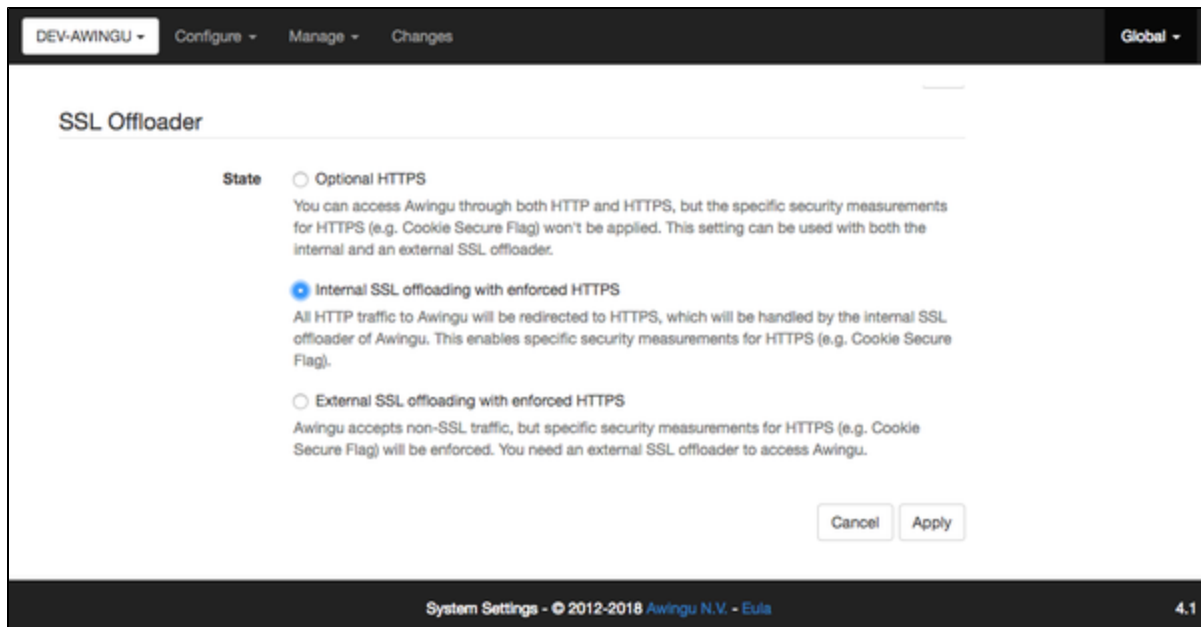 DEV-AWINGU Configure Manage Changes Global
SSL Offloader
State Optional HTTPS
You can access Awingu through both HTTP and HTTPS, but the specific security measurements
for HTTPS (e.g. Cookie Secure Flag) won't be applied. This setting can be used with both the
internal and an external SSL offloader.
Internal SSL offloading with enforced HTTPS
All HTTP traffic to Awingu will be redirected to HTTPS, which will be handled by the internal SSL
offloader of Awingu. This enables specific security measurements for HTTPS (e.g. Cookie Secure
Flag).
External SSL offloading with enforced HTTPS
Awingu accepts non-SSL traffic, but specific security measurements for HTTPS (e.g. Cookie
Secure Flag) will be enforced. You need an external SSL offloader to access Awingu.
Cancel Apply
System Settings - © 2012-2018 Awingu N.V. - Eula 4.1